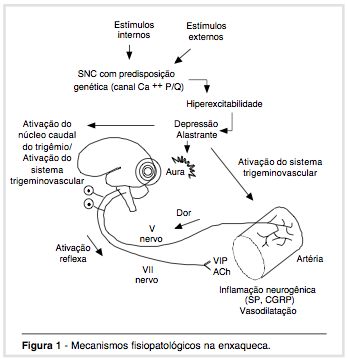 Estímulos
internos
Estímulos
externos
SNC com predisposição
genética (canal Ca ++ P/Q)
Hiperexcitabilidade
Ativação do
núcleo caudal
do trigêmio/
Ativação do
sistema
trigeminovascular
Depressão
Alastrante
Aura
Ativação do sistema
trigeminovascular
Dor
V
nervo
Ativação
reflexa
VII
nervo
VIP
ACh
Artéria
Inflamação neurogênica
(SP, CGRP)
Vasodilatação
Figura 1 - Mecanismos fisiopatológicos na enxaqueca.